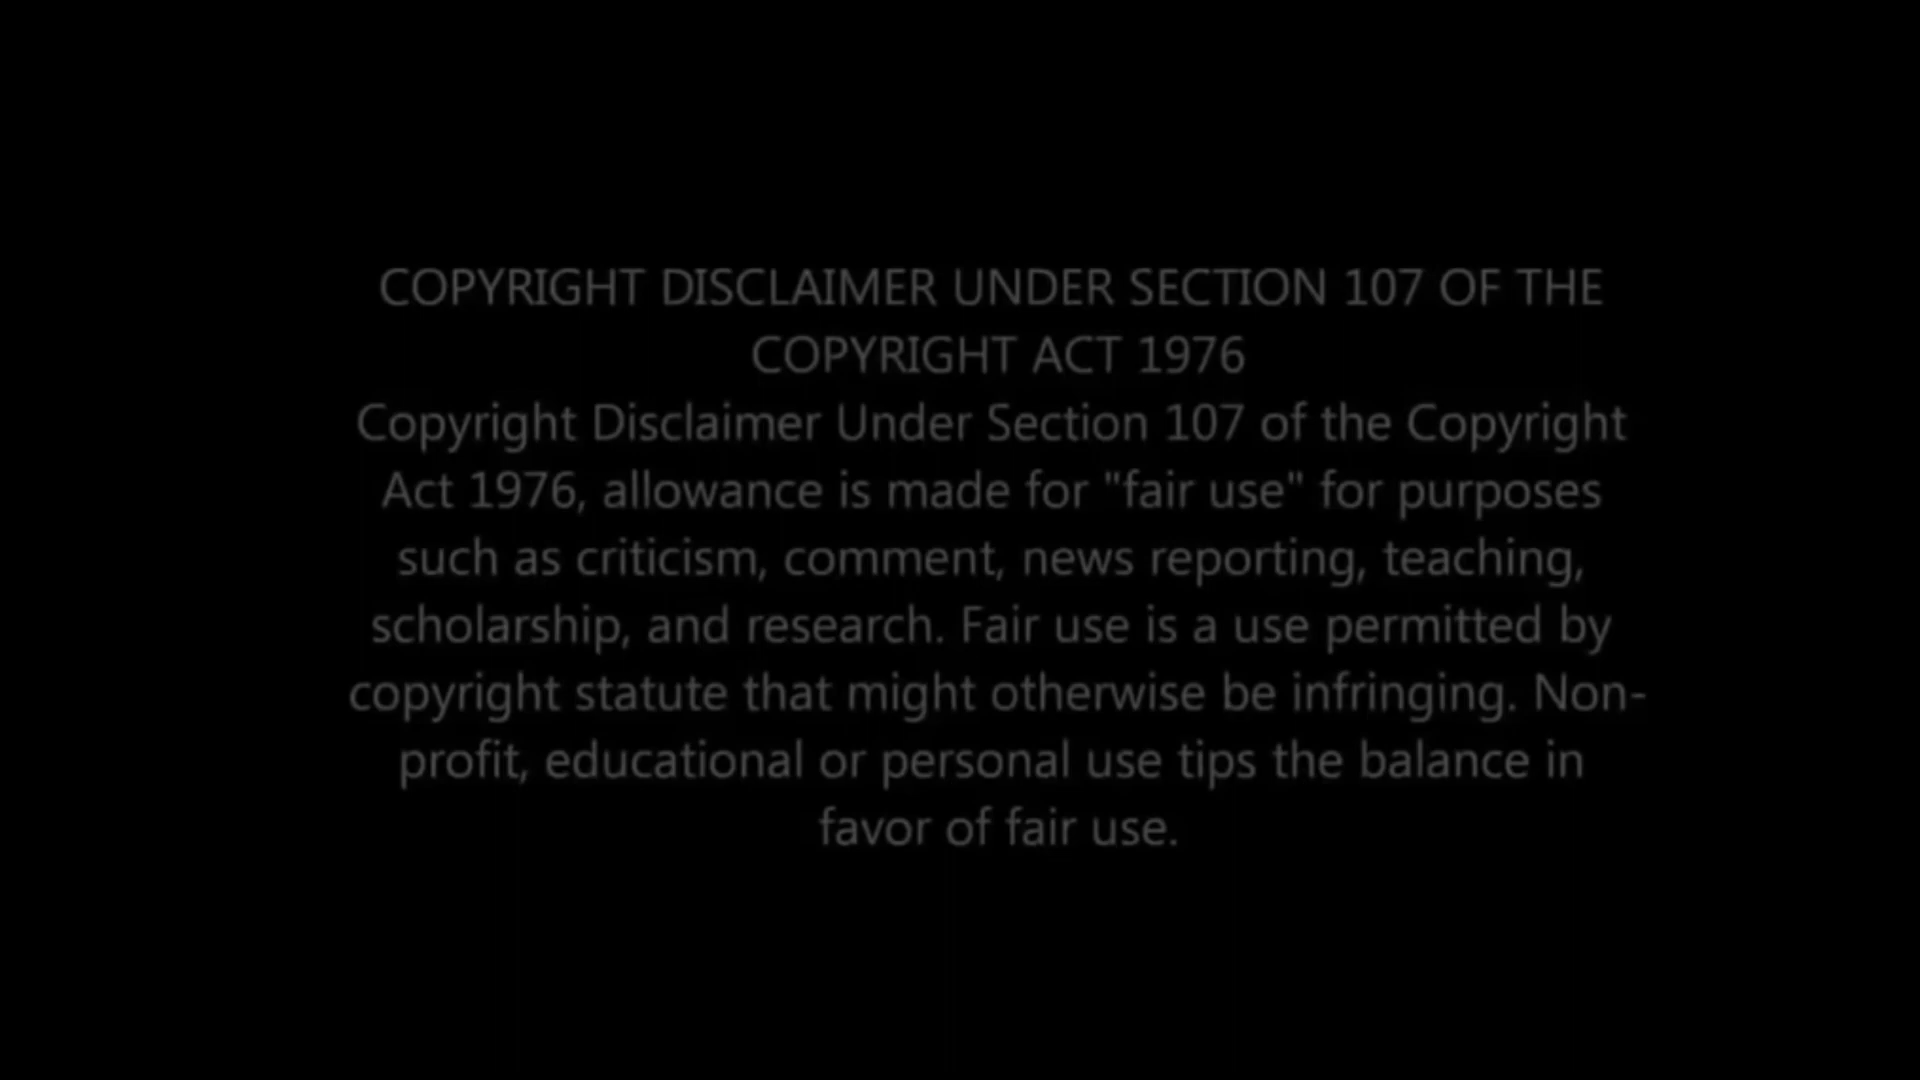 COPYRIGHT DISCLAIMER UNDER SECTION 107 OF THE
COPYRIGHT ACT 1976
Copyright Disclaimer Under Section 107 of the Copyright
Act 1976, allowance is made for "fair use" for purposes
such as criticism, comment, news reporting, teaching,
scholarship, and research. Fair use is a use permitted by
copyright statute that might otherwise be infringing. Non-
profit, educational or personal use tips the balance in
favor of fair use.